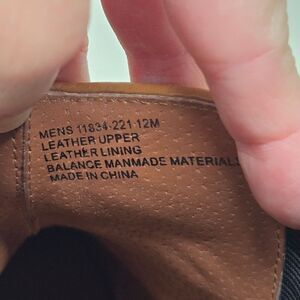 MENS 11834-221 12M
LEATHER UPPER
LEATHER LINING
BALANCE MANMADE MATERIALS
MADE IN CHINA